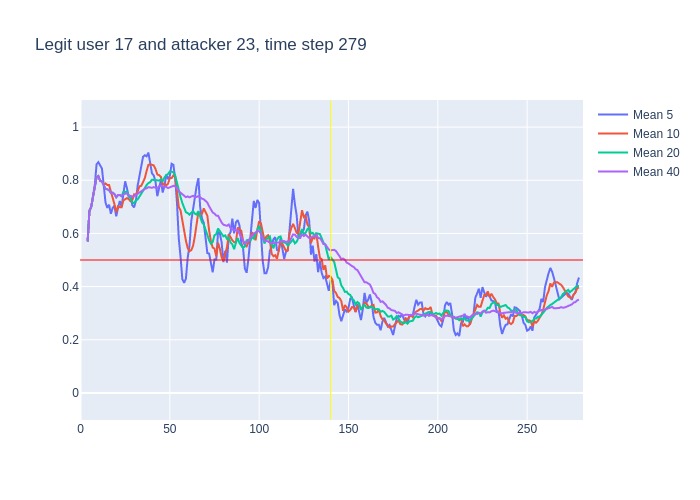 Legit user 17 and attacker 23, time step 279
Mean 5
Mean 10
Mean 20
Mean 40
1
0.8
0.6
0.4
0.2
0
0 50 100 150 200 250